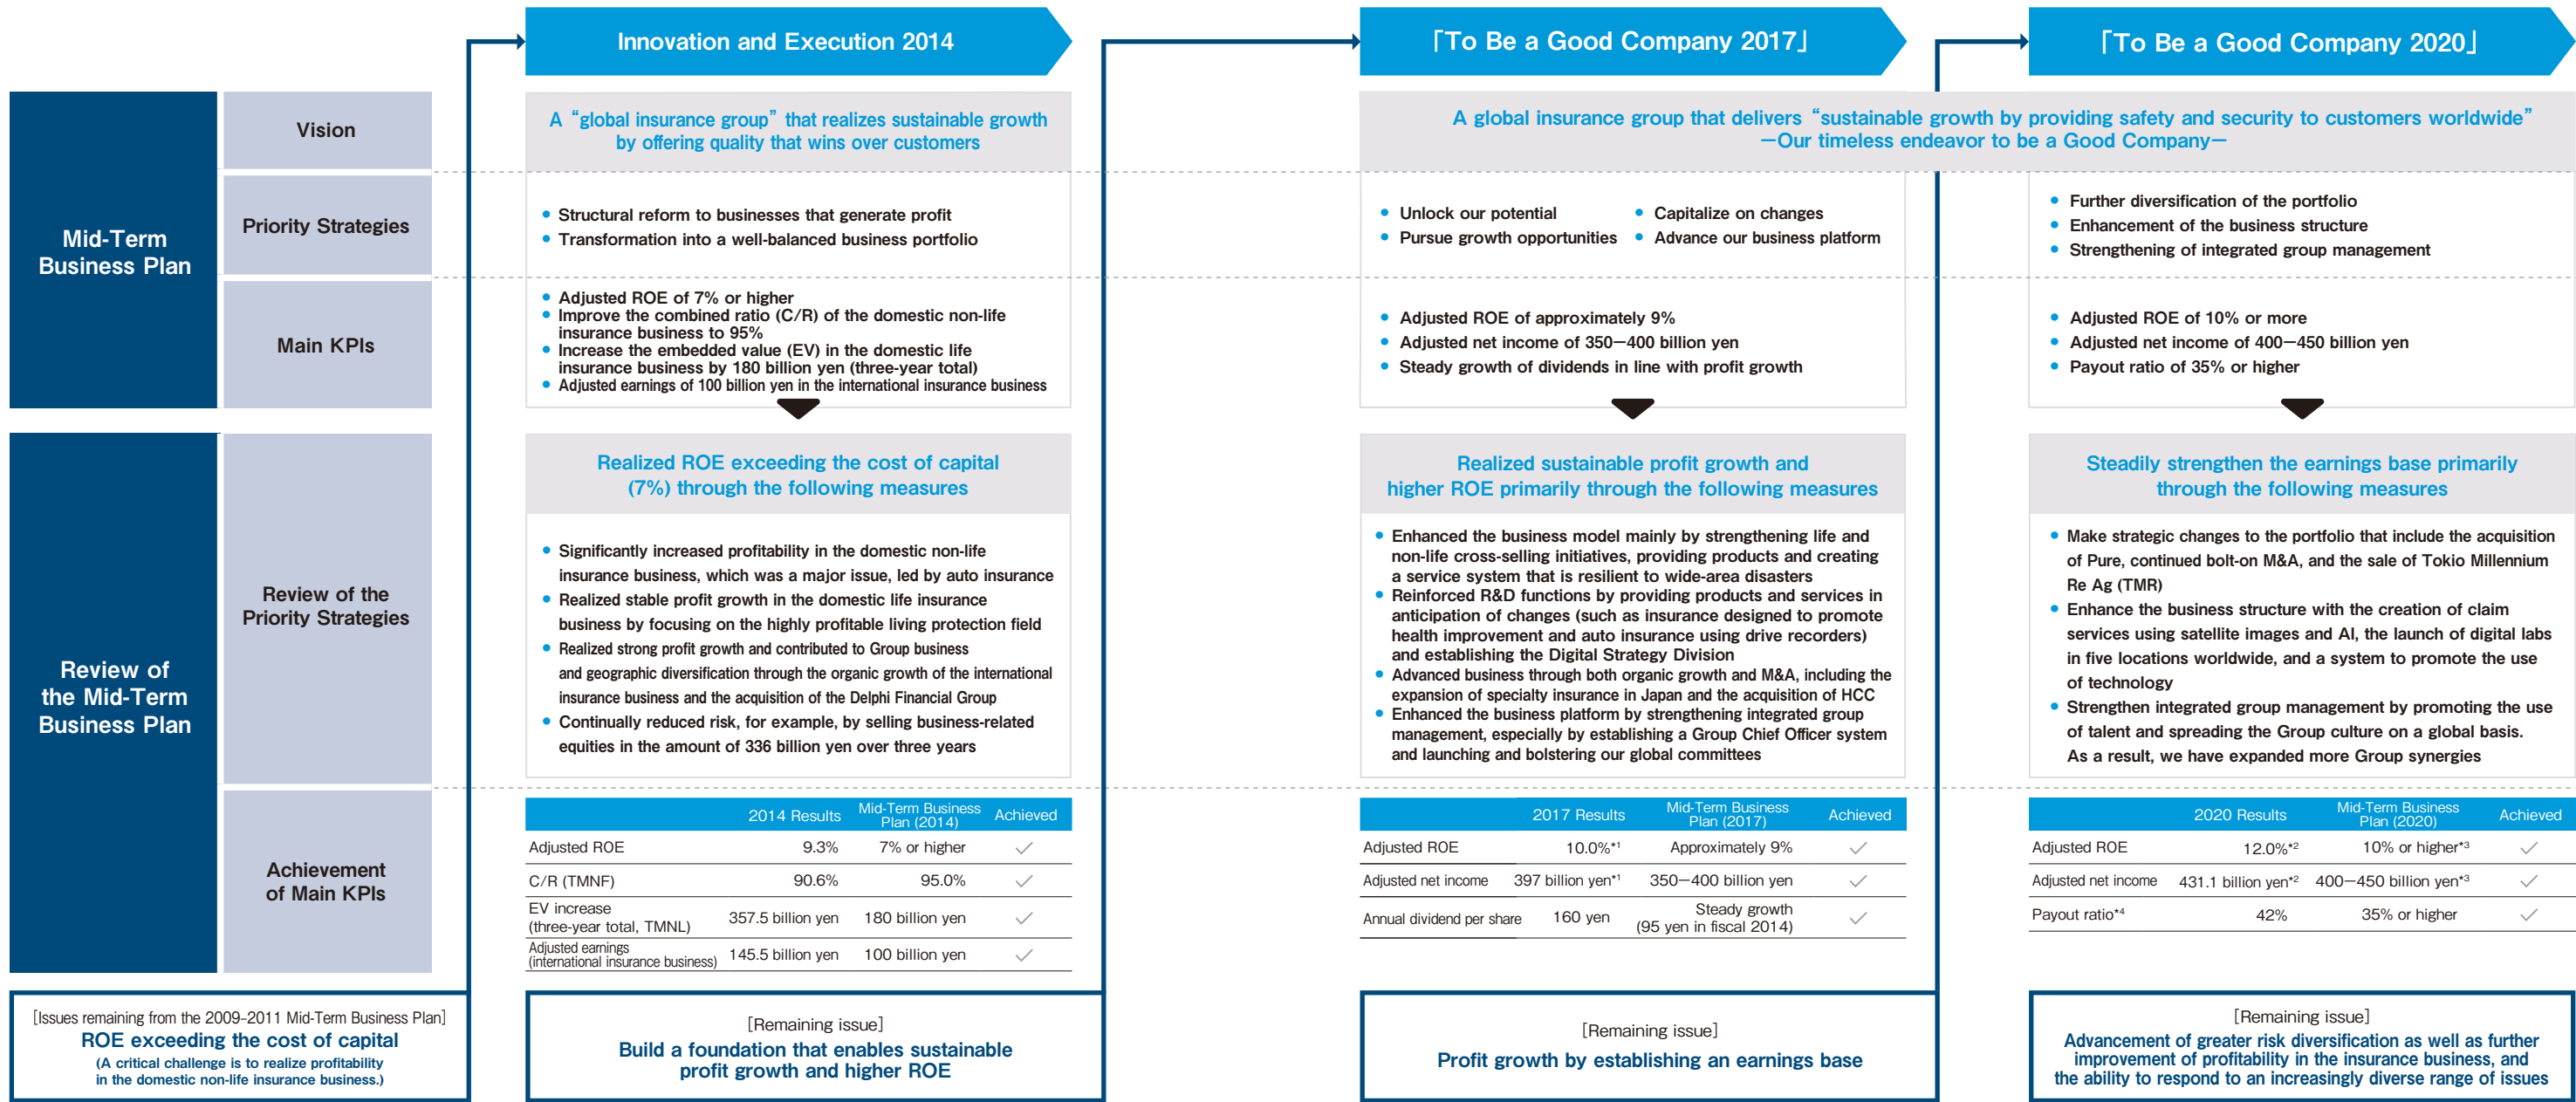 Innovation and Execution 2014
「To Be a Good Company 2017」
「To Be a Good Company 2020」
Mid-Term
Business Plan
Vision
A “global insurance group” that realizes sustainable growth
by offering quality that wins over customers
A global insurance group that delivers “sustainable growth by providing safety and security to customers worldwide”
—Our timeless endeavor to be a Good Company—
Priority Strategies
• Structural reform to businesses that generate profit
• Transformation into a well-balanced business portfolio
• Unlock our potential
• Pursue growth opportunities
• Capitalize on changes
• Advance our business platform
• Further diversification of the portfolio
• Enhancement of the business structure
• Strengthening of integrated group management
Main KPIs
• Adjusted ROE of 7% or higher
• Improve the combined ratio (C/R) of the domestic non-life
insurance business to 95%
• Increase the embedded value (EV) in the domestic life
insurance business by 180 billion yen (three-year total)
• Adjusted earnings of 100 billion yen in the international insurance business
• Adjusted ROE of approximately 9%
• Adjusted net income of 350—400 billion yen
• Steady growth of dividends in line with profit growth
• Adjusted ROE of 10% or more
• Adjusted net income of 400—450 billion yen
• Payout ratio of 35% or higher
Review of
the Mid-Term
Business Plan
Review of the
Priority Strategies
Realized ROE exceeding the cost of capital
(7%) through the following measures
• Significantly increased profitability in the domestic non-life
insurance business, which was a major issue, led by auto insurance
• Realized stable profit growth in the domestic life insurance
business by focusing on the highly profitable living protection field
• Realized strong profit growth and contributed to Group business
and geographic diversification through the organic growth of the international
insurance business and the acquisition of the Delphi Financial Group
• Continually reduced risk, for example, by selling business-related
equities in the amount of 336 billion yen over three years
Realized sustainable profit growth and
higher ROE primarily through the following measures
• Enhanced the business model mainly by strengthening life and
non-life cross-selling initiatives, providing products and creating
a service system that is resilient to wide-area disasters
• Reinforced R&D functions by providing products and services in
anticipation of changes (such as insurance designed to promote
health improvement and auto insurance using drive recorders)
and establishing the Digital Strategy Division
• Advanced business through both organic growth and M&A, including the
expansion of specialty insurance in Japan and the acquisition of HCC
• Enhanced the business platform by strengthening integrated group
management, especially by establishing a Group Chief Officer system
and launching and bolstering our global committees
Steadily strengthen the earnings base primarily
through the following measures
• Make strategic changes to the portfolio that include the acquisition
of Pure, continued bolt-on M&A, and the sale of Tokio Millennium
Re Ag (TMR)
• Enhance the business structure with the creation of claim
services using satellite images and AI, the launch of digital labs
in five locations worldwide, and a system to promote the use
of technology
• Strengthen integrated group management by promoting the use
of talent and spreading the Group culture on a global basis.
As a result, we have expanded more Group synergies
Achievement
of Main KPIs
2014 Results Mid-Term Business Plan (2014) Achieved
Adjusted ROE 9.3% 7% or higher ✓
C/R (TMNF) 90.6% 95.0% ✓
EV increase
(three-year total, TMNL) 357.5 billion yen 180 billion yen ✓
Adjusted earnings
(international insurance business) 145.5 billion yen 100 billion yen ✓
2017 Results Mid-Term Business Plan (2017) Achieved
Adjusted ROE 10.0%*1 Approximately 9% ✓
Adjusted net income 397 billion yen*1 350—400 billion yen ✓
Annual dividend per share 160 yen Steady growth
(95 yen in fiscal 2014) ✓
2020 Results Mid-Term Business Plan (2020) Achieved
Adjusted ROE 12.0%*2 10% or higher*3 ✓
Adjusted net income 431.1 billion yen*2 400—450 billion yen*3 ✓
Payout ratio*4 42% 35% or higher ✓
[Issues remaining from the 2009–2011 Mid-Term Business Plan]
ROE exceeding the cost of capital
(A critical challenge is to realize profitability
in the domestic non-life insurance business.)
[Remaining issue]
Build a foundation that enables sustainable
profit growth and higher ROE
[Remaining issue]
Profit growth by establishing an earnings base
[Remaining issue]
Advancement of greater risk diversification as well as further
improvement of profitability in the insurance business, and
the ability to respond to an increasingly diverse range of issues